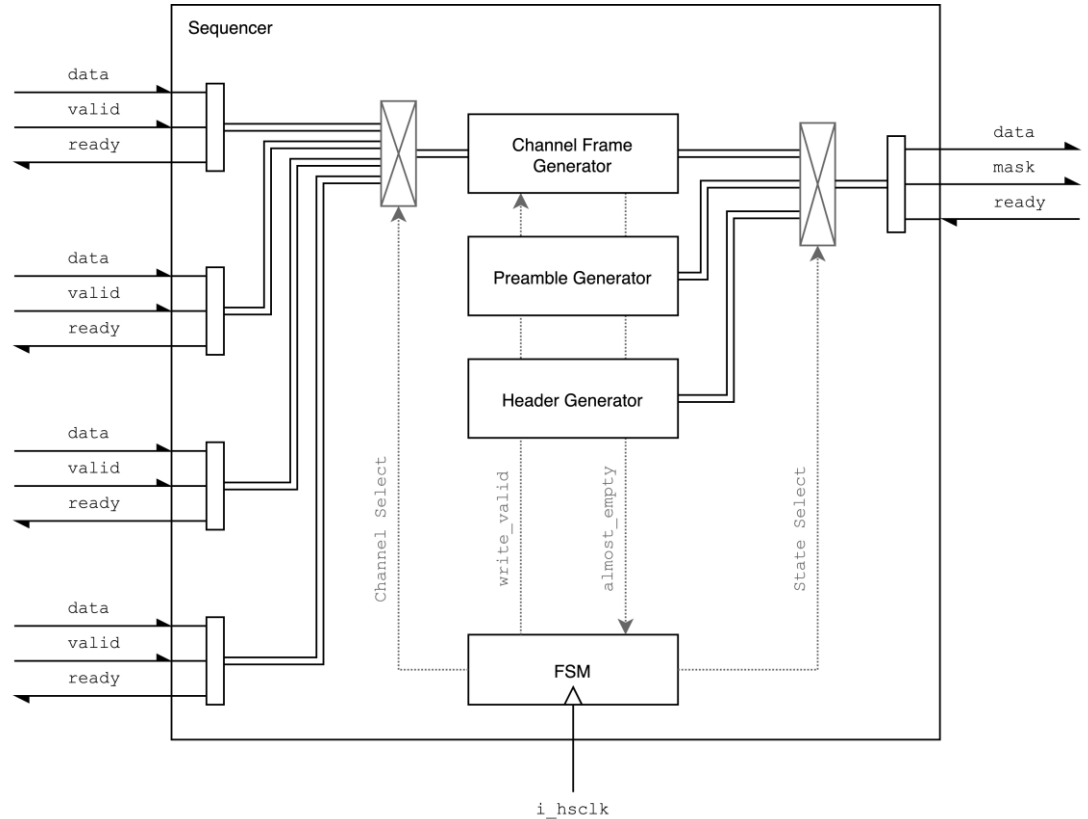 Sequencer
data
valid
ready
data
valid
ready
data
valid
ready
data
valid
ready
Channel Frame
Generator
Preamble Generator
Header Generator
Channel Select
write_valid
almost_empty
State Select
FSM
data
mask
ready
i_hsclk